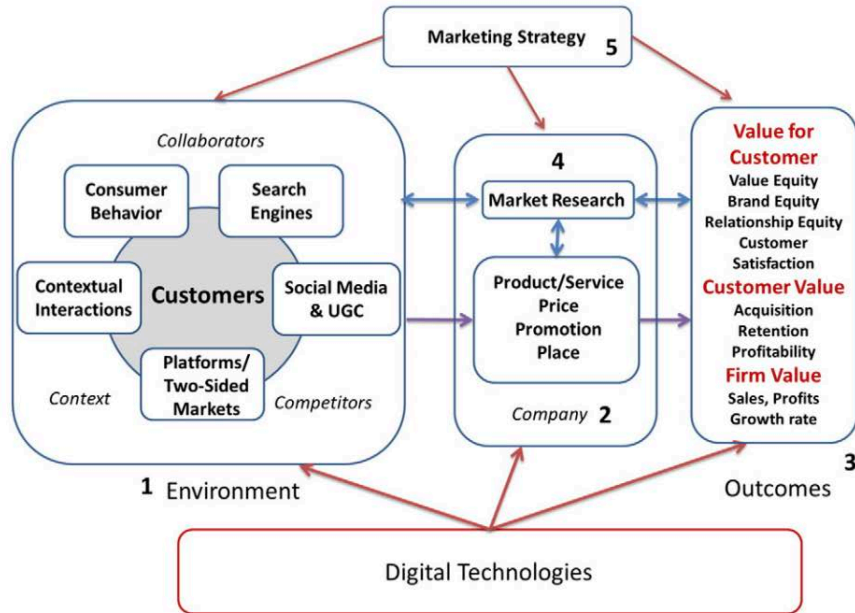 Marketing Strategy
5
Collaborators
Consumer
Behavior
Search
Engines
Contextual
Interactions
Customers
Social Media
& UGC
Platforms/
Two-Sided
Markets
Context
Competitors
1 Environment
4
Market Research
Product/Service
Price
Promotion
Place
Company 2
Value for
Customer
Value Equity
Brand Equity
Relationship Equity
Customer
Satisfaction
Customer Value
Acquisition
Retention
Profitability
Firm Value
Sales, Profits
Growth rate
3
Outcomes
Digital Technologies